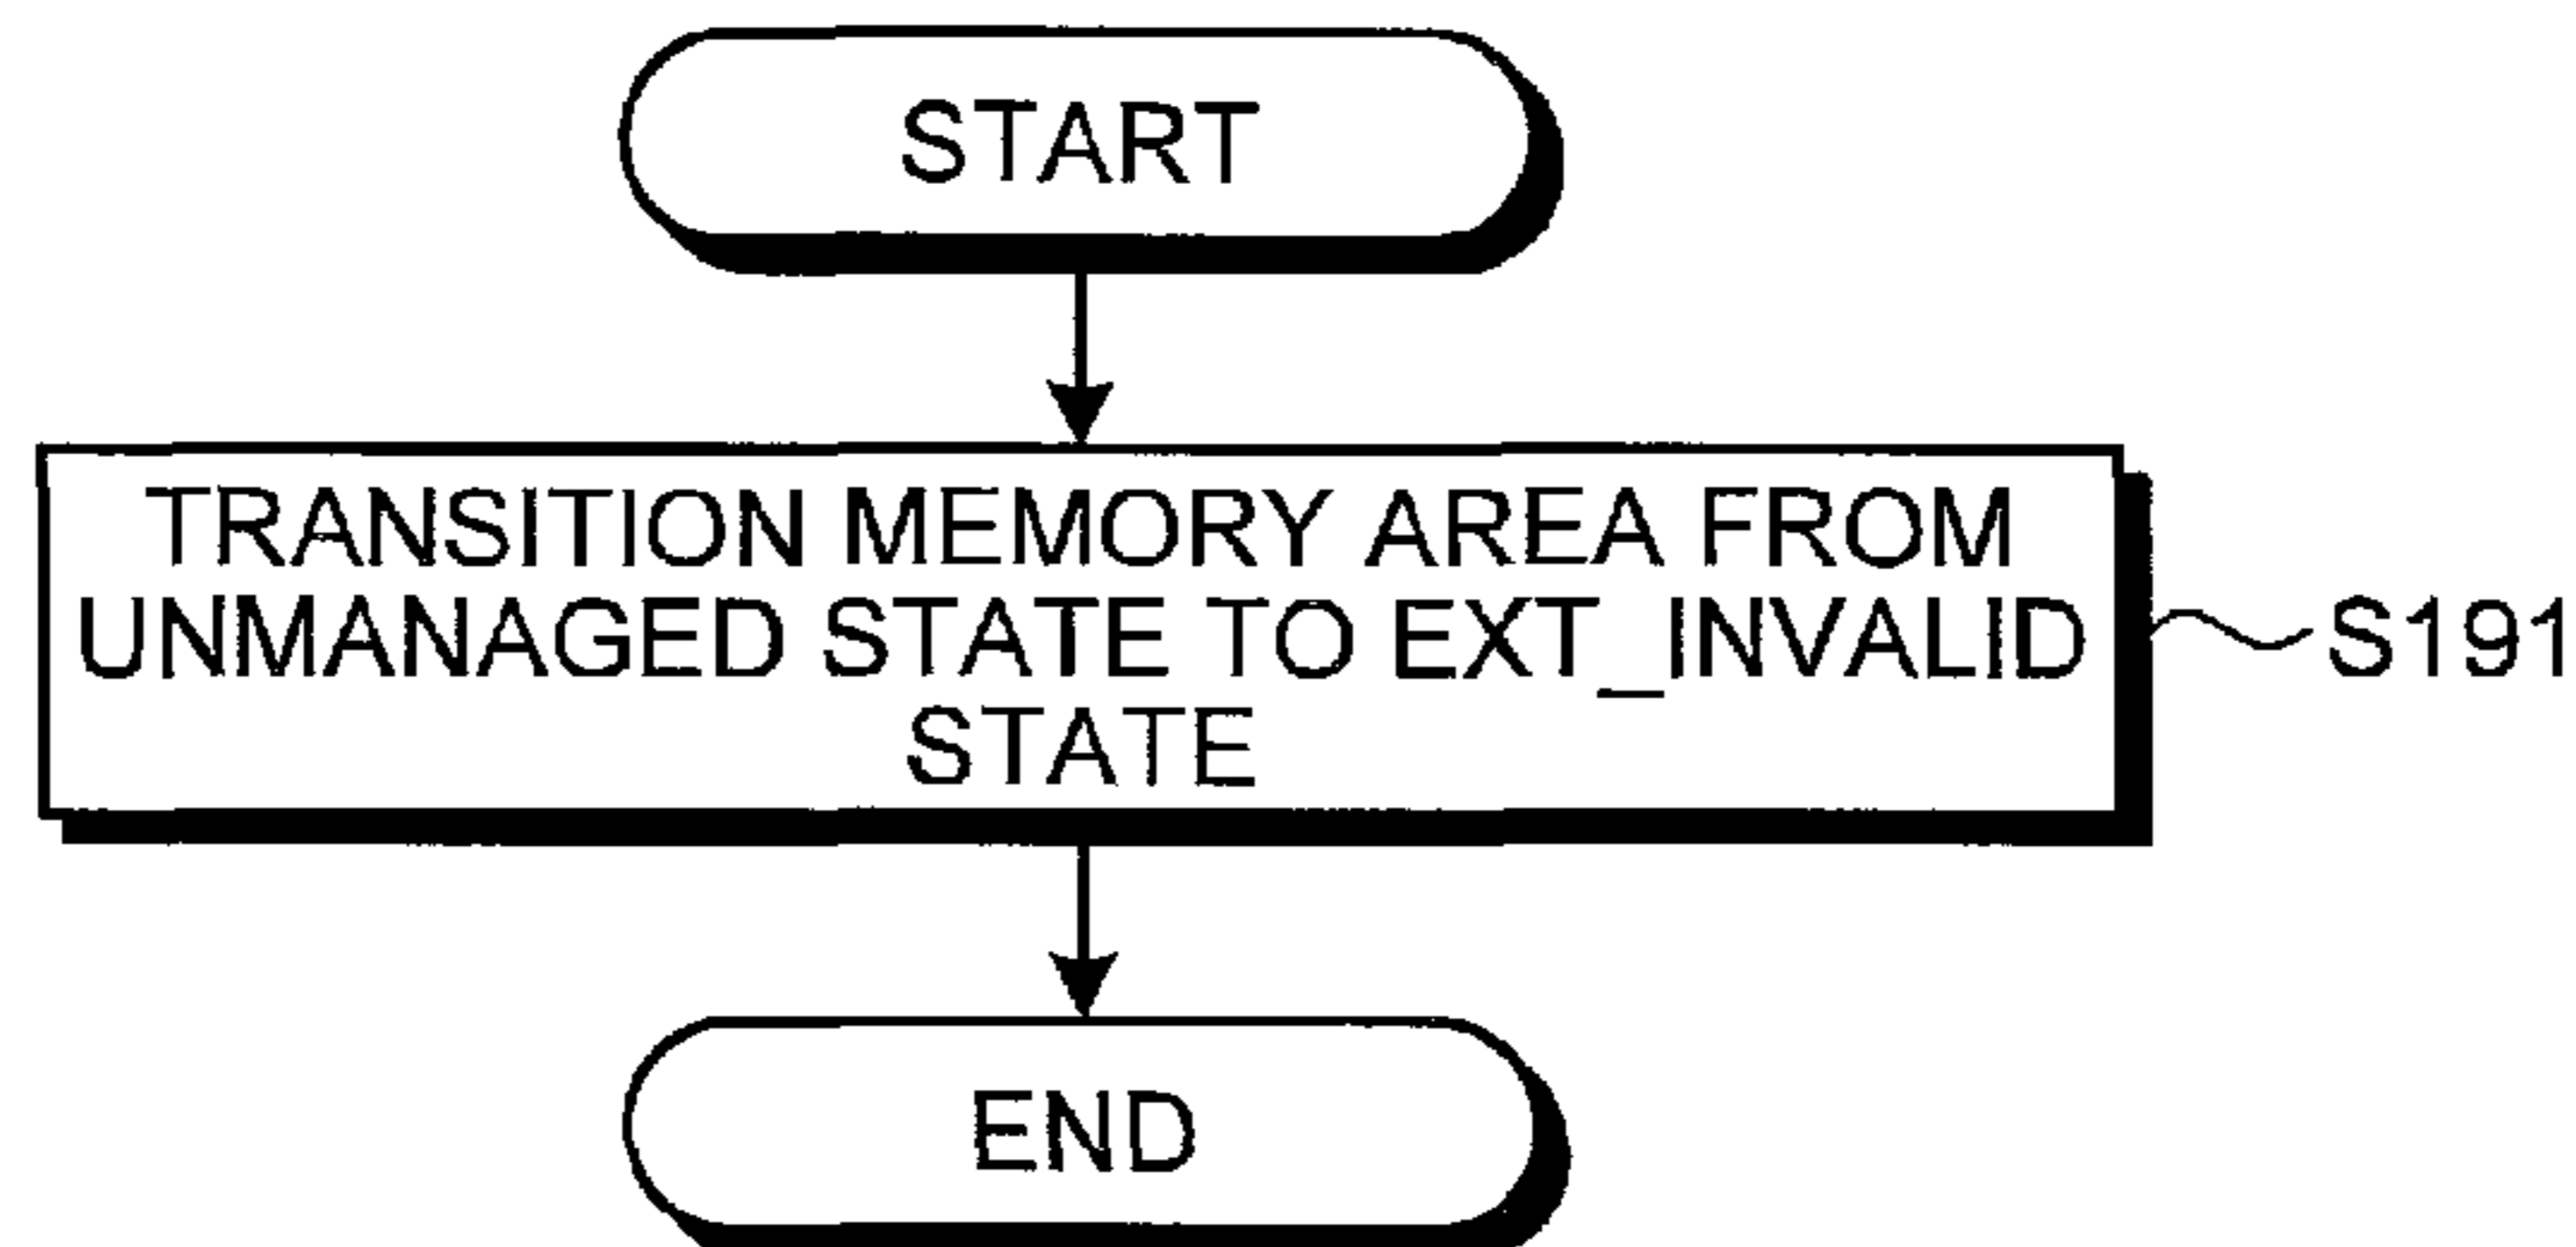 START
TRANSITION MEMORY AREA FROM
UNMANAGED STATE TO EXT_INVALID
STATE
S191
END